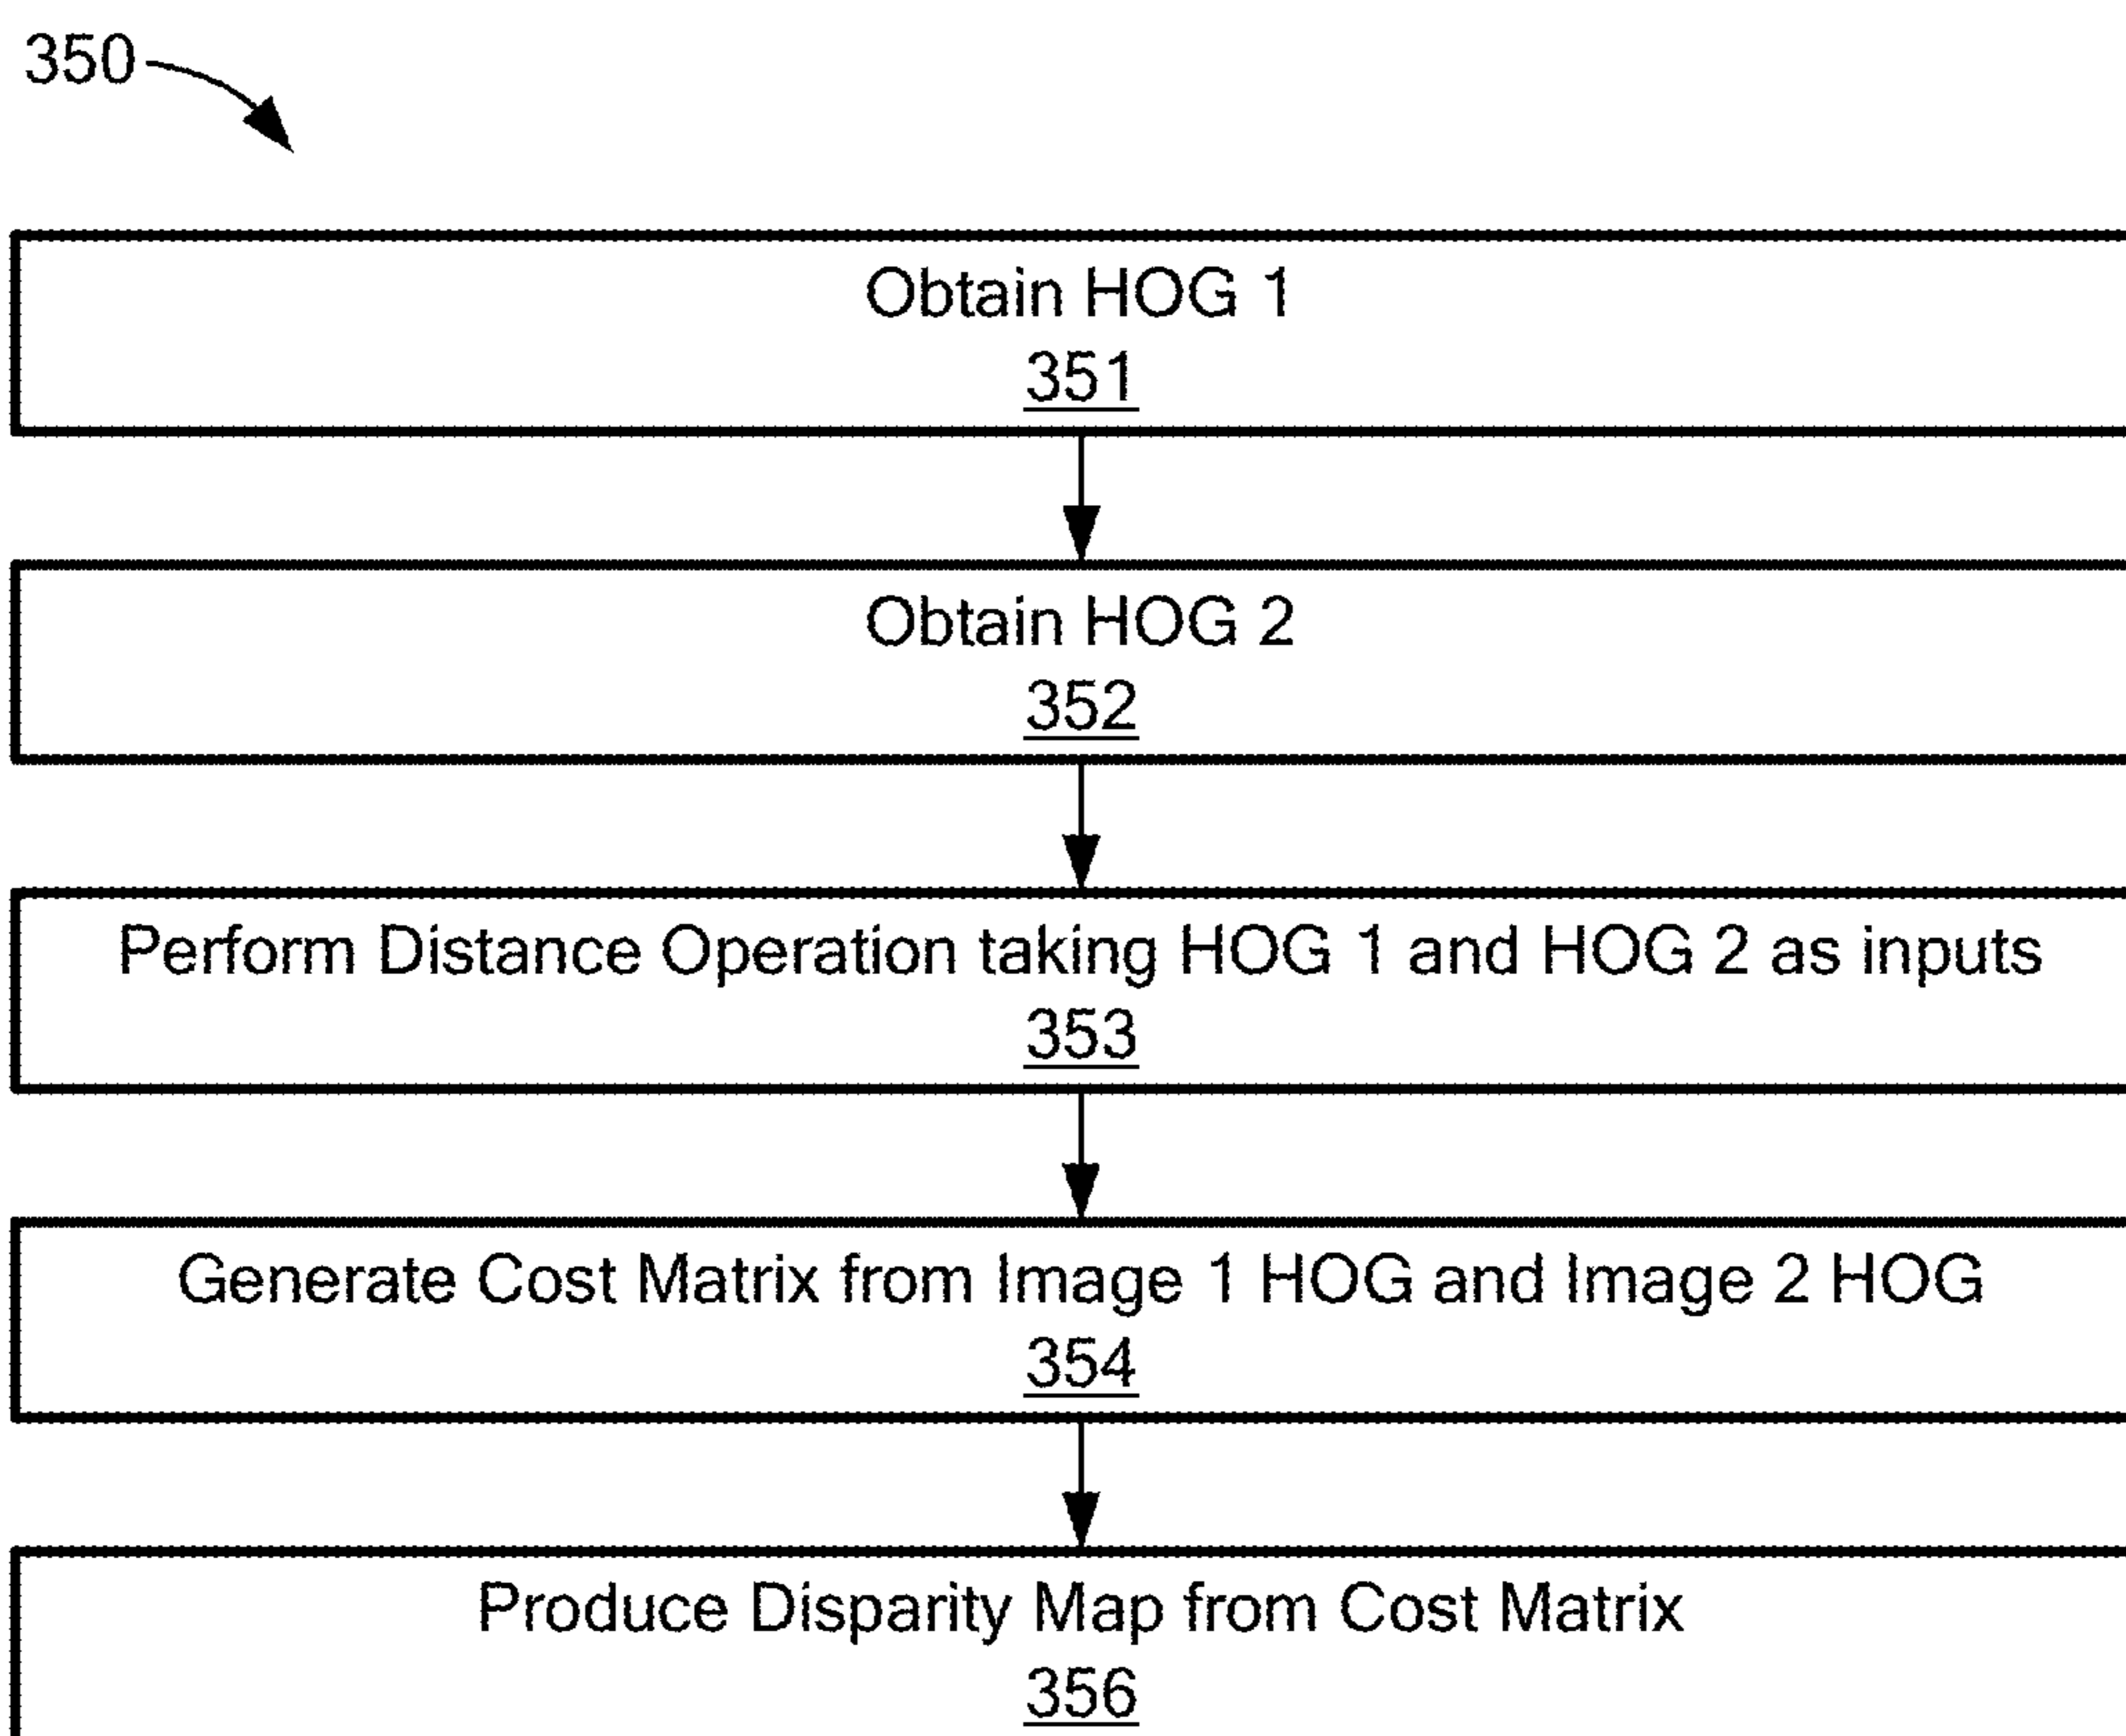 350
Obtain HOG 1
351
Obtain HOG 2
352
Perform Distance Operation taking HOG 1 and HOG 2 as inputs
353
Generate Cost Matrix from Image 1 HOG and Image 2 HOG
354
Produce Disparity Map from Cost Matrix
356